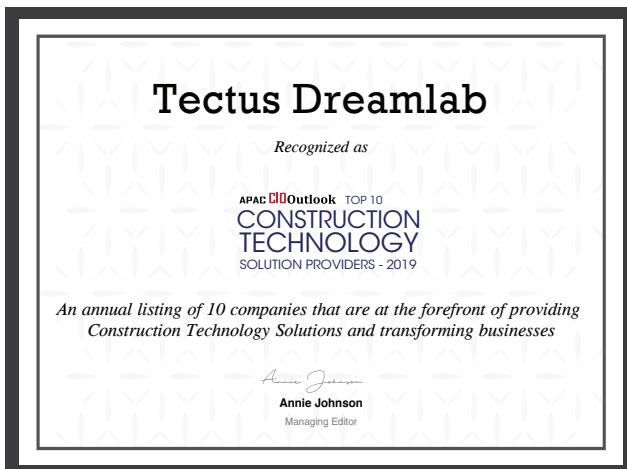 Tectus Dreamlab
Recognized as
APAC CIOOutlook TOP 10
CONSTRUCTION
TECHNOLOGY
SOLUTION PROVIDERS - 2019
An annual listing of 10 companies that are at the forefront of providing
Construction Technology Solutions and transforming businesses
Annie Johnson
Annie Johnson
Managing Editor